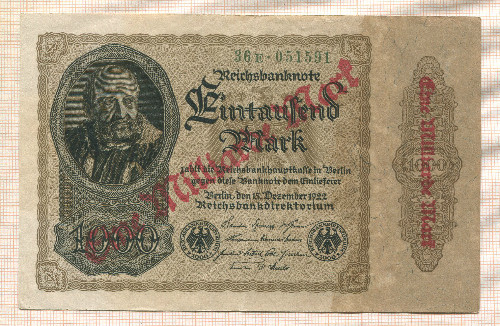 36E·051591
Reichsbanknote
Eintausend
Mark
zahlt die Reichsbankhauptkasse in Berlin
gegen diese Banknote dem Einlieferer
Berlin, den 15. Dezember 1922
Reichsbankdirektorium
1000
Eine Milliarde Mark
1000
Eine Milliarde Mark